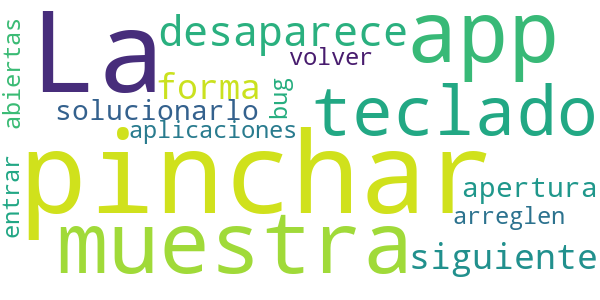 abiertas
La
desaparece
app
volver
forma
bug
teclado
solucionarlo
aplicaciones
pinchar
entrar
apertura
arreglen
muestra
siguiente